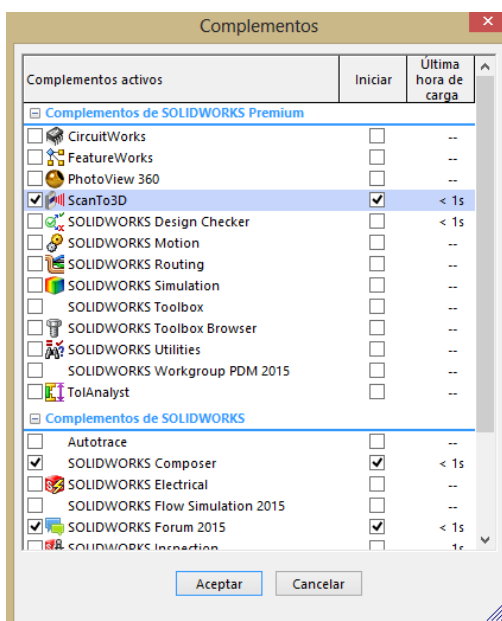 Complementos
Complementos activos Iniciar Última hora de carga
Complementos de SOLIDWORKS Premium
CircuitWorks --
FeatureWorks --
PhotoView 360 --
ScanTo3D < 1s
SOLIDWORKS Design Checker < 1s
SOLIDWORKS Motion --
SOLIDWORKS Routing --
SOLIDWORKS Simulation --
SOLIDWORKS Toolbox --
SOLIDWORKS Toolbox Browser --
SOLIDWORKS Utilities --
SOLIDWORKS Workgroup PDM 2015 --
TolAnalyst --
Complementos de SOLIDWORKS
Autotrace --
SOLIDWORKS Composer < 1s
SOLIDWORKS Electrical --
SOLIDWORKS Flow Simulation 2015 --
SOLIDWORKS Forum 2015 < 1s
SOLIDWORKS Inspection 1s
Aceptar Cancelar